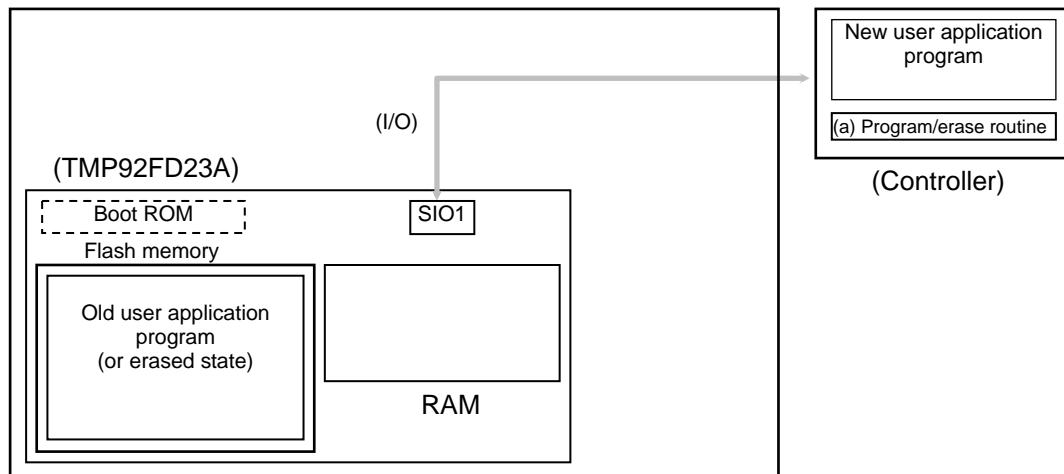 New user application
program
(I/O)
(a) Program/erase routine
(TMP92FD23A)
(Controller)
Boot ROM
SIO1
Flash memory
Old user application
program
(or erased state)
RAM